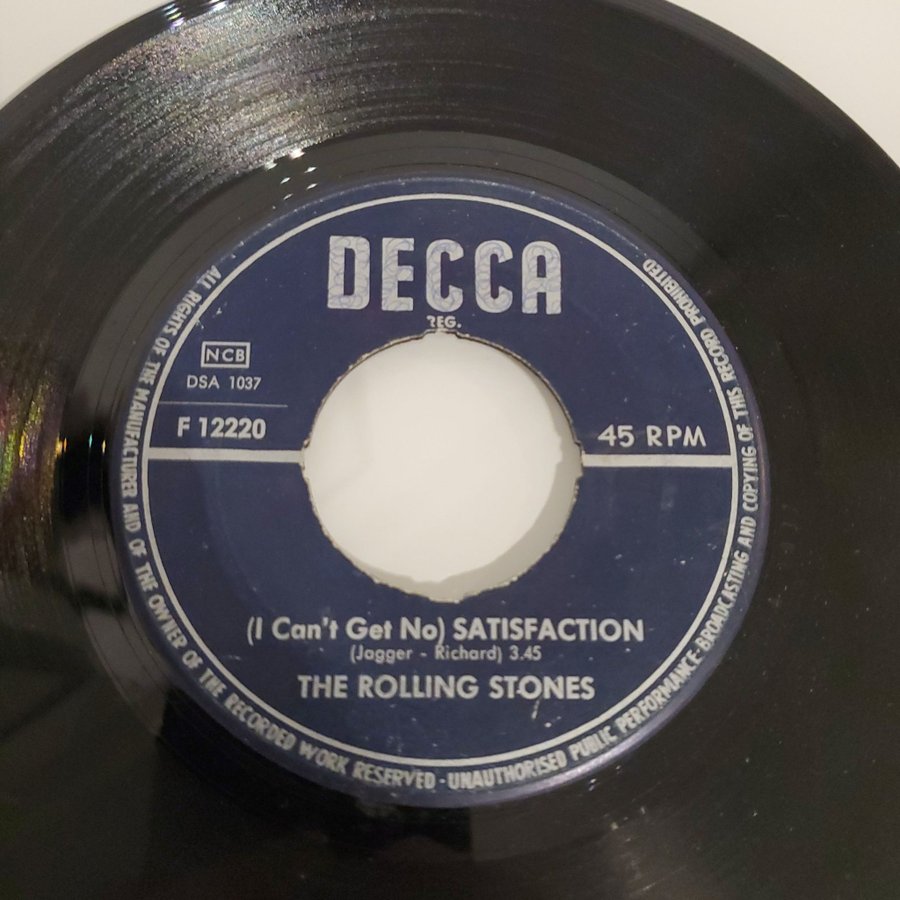 DECCA
REG.
NCB
DSA 1037
F 12220
45 RPM
(I Can't Get No) SATISFACTION
(Jagger - Richard) 3.45
THE ROLLING STONES
ALL RIGHTS OF THE MANUFACTURER AND OF THE OWNER OF THE RECORDED WORK RESERVED - UNAUTHORISED PUBLIC PERFORMANCE - BROADCASTING AND COPYING OF THIS RECORD PROHIBITED